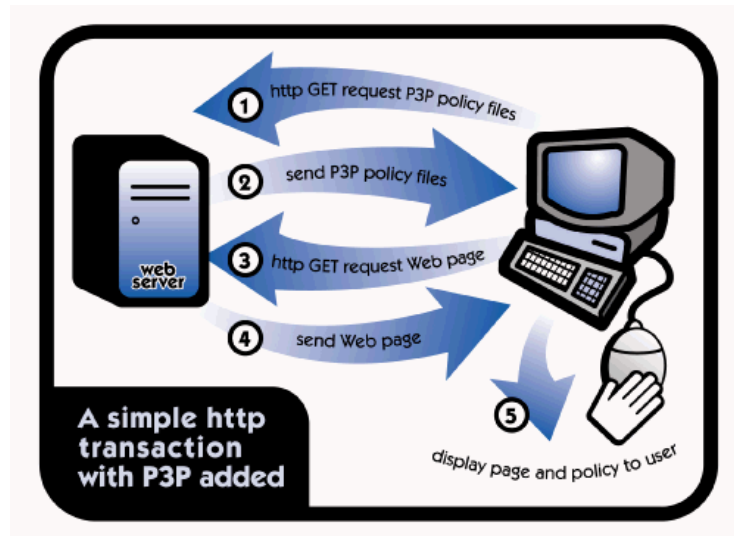 1
http GET request P3P policy files
2
send P3P policy files
web
server
3
http GET request Web page
4
send Web page
5
display page and policy to user
A simple http
transaction
with P3P added